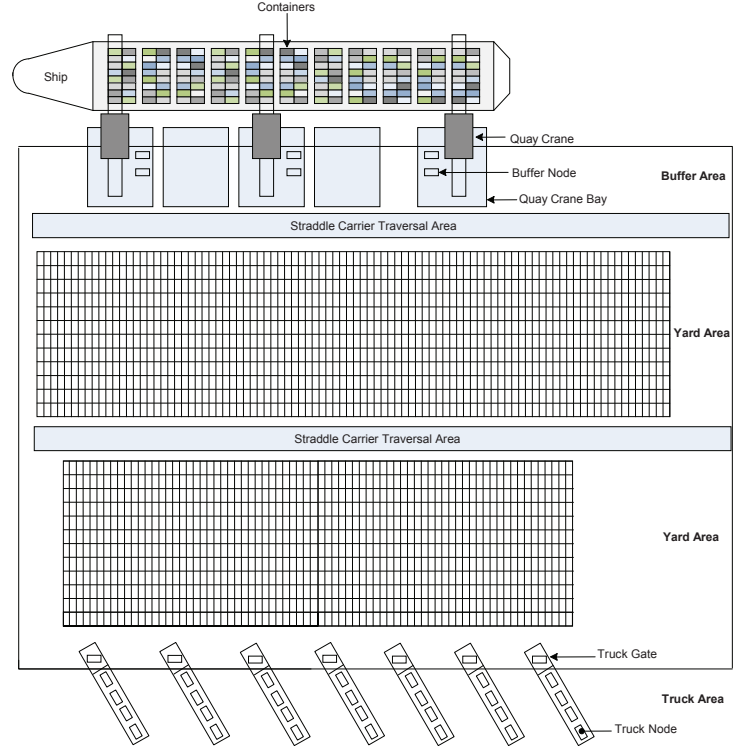 Containers
Ship
Quay Crane
Buffer Node
Buffer Area
Quay Crane Bay
Straddle Carrier Traversal Area
Yard Area
Straddle Carrier Traversal Area
Yard Area
Truck Gate
Truck Area
Truck Node